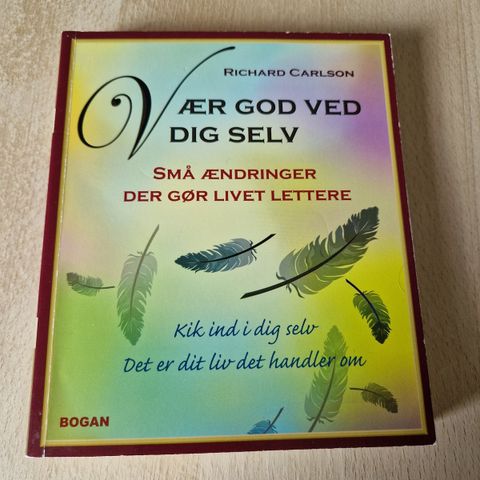 RICHARD CARLSON
VÆR GOD VED
DIG SELV
SMÅ ÆNDRINGER
DER GØR LIVET LETTERE
Kik ind i dig selv
Det er dit liv det handler om
BOGAN